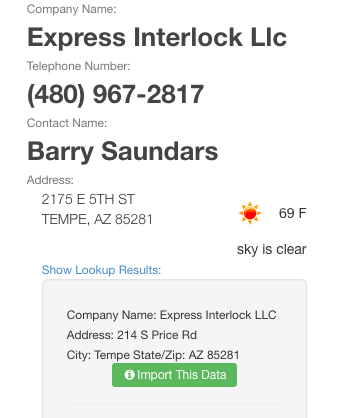 Company Name:
Express Interlock Llc
Telephone Number:
(480) 967-2817
Contact Name:
Barry Saundars
Address:
2175 E 5TH ST
TEMPE, AZ 85281
69 F
sky is clear
Show Lookup Results:
Company Name: Express Interlock LLC
Address: 214 S Price Rd
City: Tempe State/Zip: AZ 85281
Import This Data